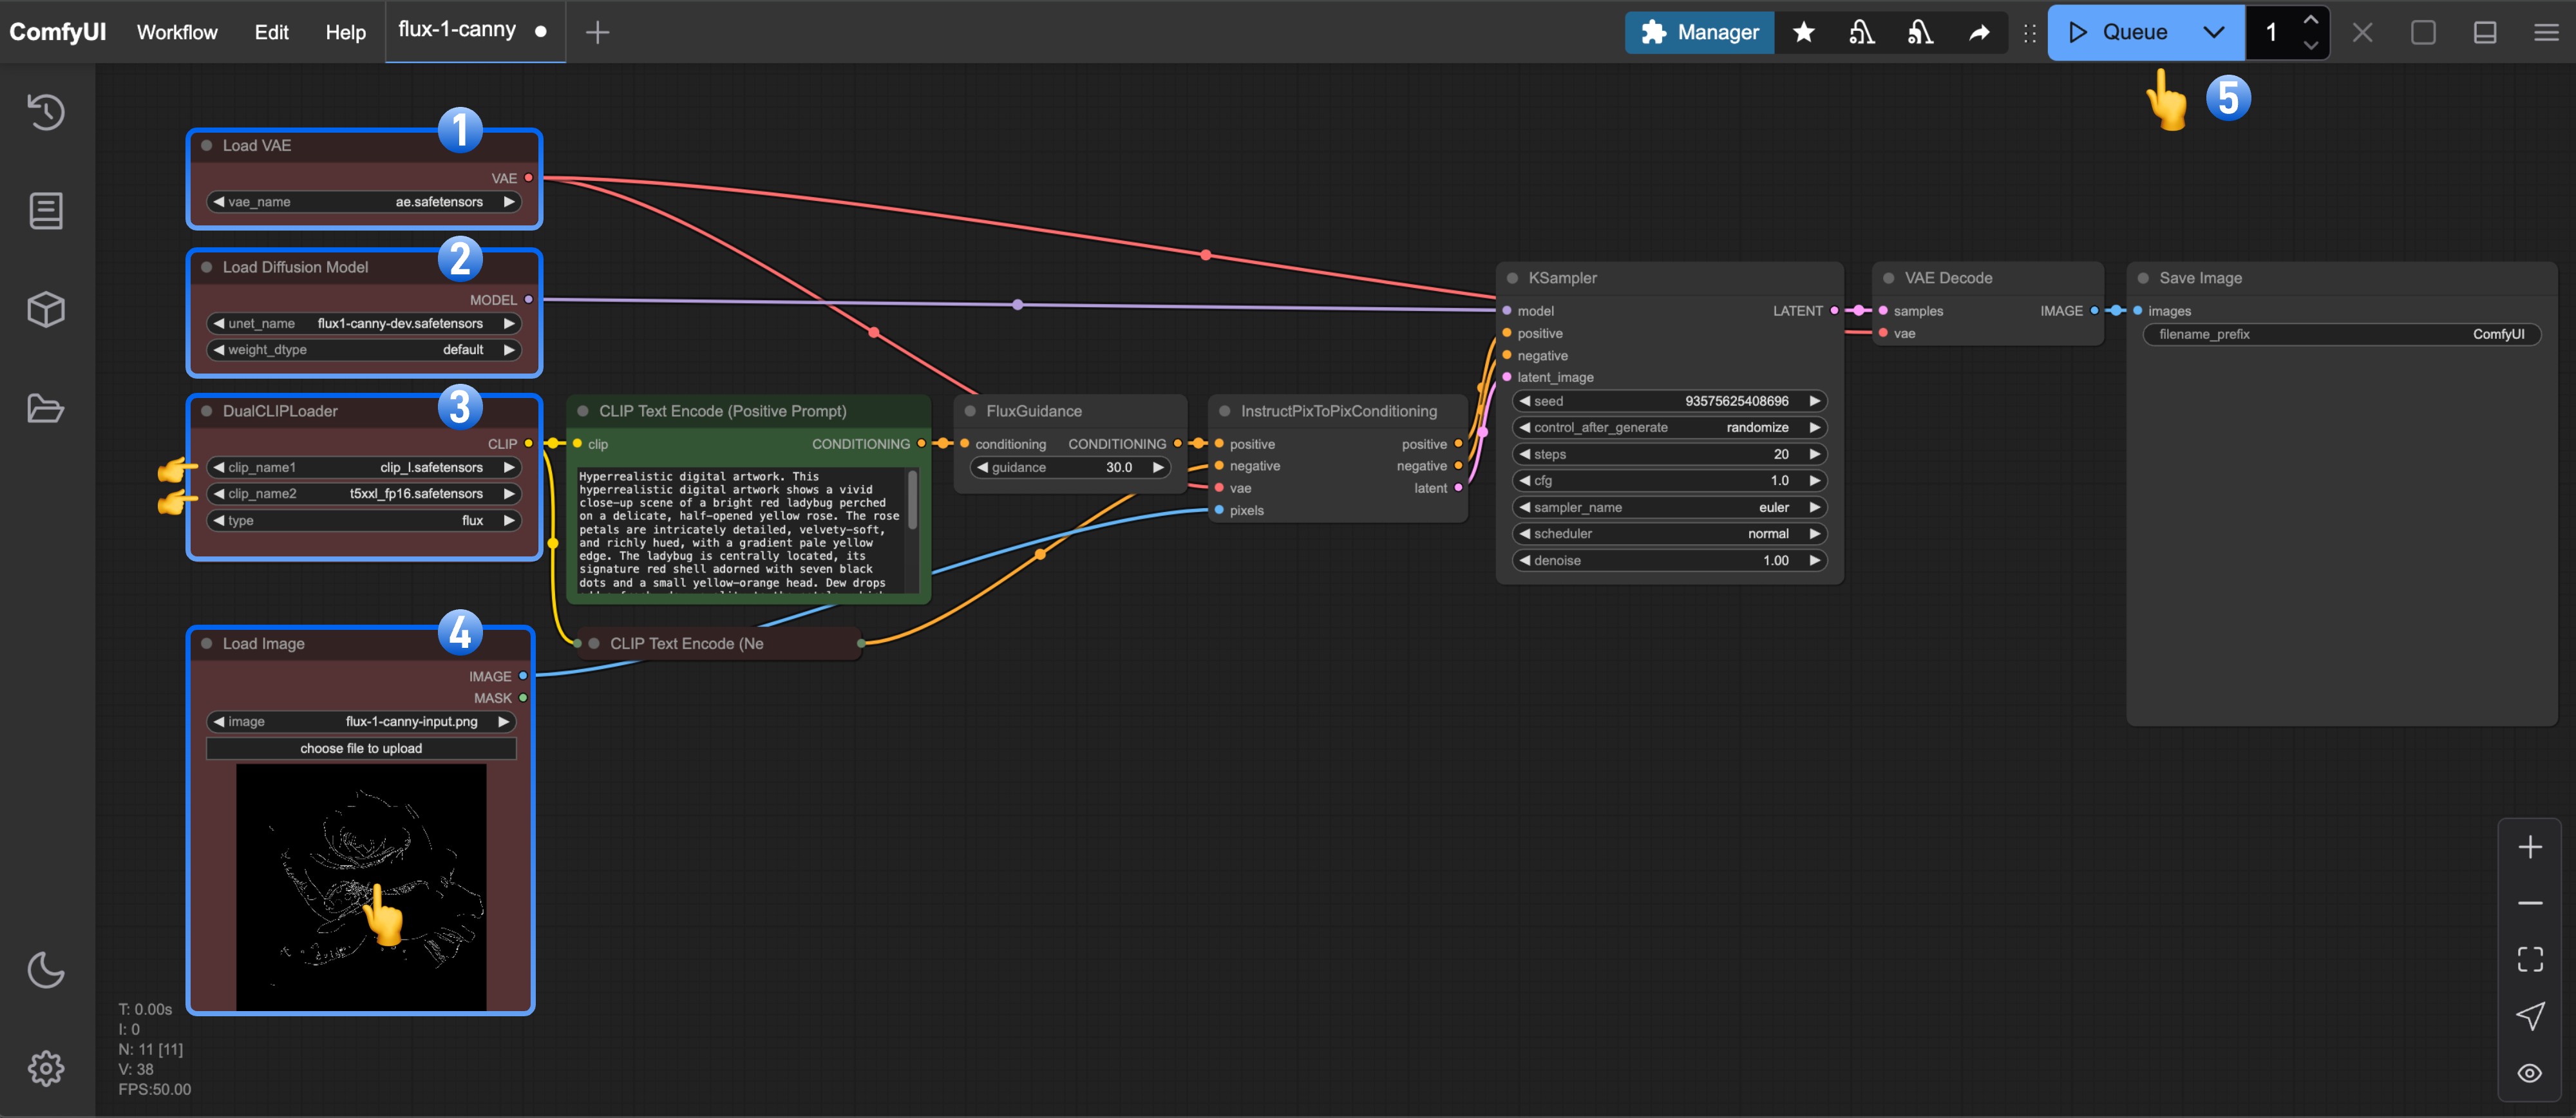 ComfyUI Workflow Edit Help flux-1-canny
Manager Queue 1
5
1
Load VAE
VAE
vae_name ae.safetensors
2
Load Diffusion Model
MODEL
unet_name flux1-canny-dev.safetensors
weight_dtype default
3
DualCLIPLoader
CLIP
clip_name1 clip_l.safetensors
clip_name2 t5xxl_fp16.safetensors
type flux
CLIP Text Encode (Positive Prompt)
clip CONDITIONING
Hyperrealistic digital artwork. This
hyperrealistic digital artwork shows a vivid
close-up scene of a bright red ladybug perched
on a delicate, half-opened yellow rose. The rose
petals are intricately detailed, velvety-soft,
and richly hued, with a gradient pale yellow
edge. The ladybug is centrally located, its
signature red shell adorned with seven black
dots and a small yellow-orange head. Dew drops
CLIP Text Encode (Ne
FluxGuidance
conditioning CONDITIONING
guidance 30.0
InstructPixToPixConditioning
positive positive
negative negative
vae latent
pixels
KSampler
model LATENT
positive
negative
latent_image
seed 93575625408696
control_after_generate randomize
steps 20
cfg 1.0
sampler_name euler
scheduler normal
denoise 1.00
VAE Decode
samples IMAGE
vae
Save Image
images
filename_prefix ComfyUI
4
Load Image
IMAGE
MASK
image flux-1-canny-input.png
choose file to upload
T: 0.00s
I: 0
N: 11 [11]
V: 38
FPS:50.00